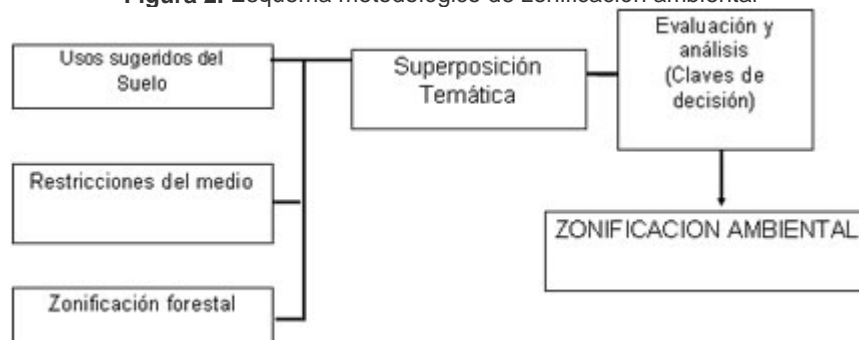 Figura 2. Esquema metodológico de zonificación ambiental
Usos sugeridos del
Suelo
Superposición
Temática
Evaluación y
análisis
(Claves de
decisión)
Restricciones del medio
ZONIFICACION AMBIENTAL
Zonificación forestal